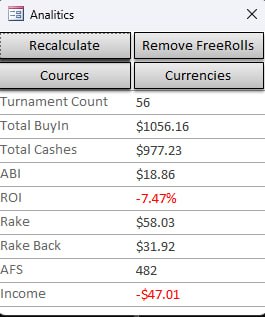 Analitics
Recalculate Remove FreeRolls
Cources Currencies
Turnament Count 56
Total BuyIn $1056.16
Total Cashes $977.23
ABI $18.86
ROI -7.47%
Rake $58.03
Rake Back $31.92
AFS 482
Income -$47.01